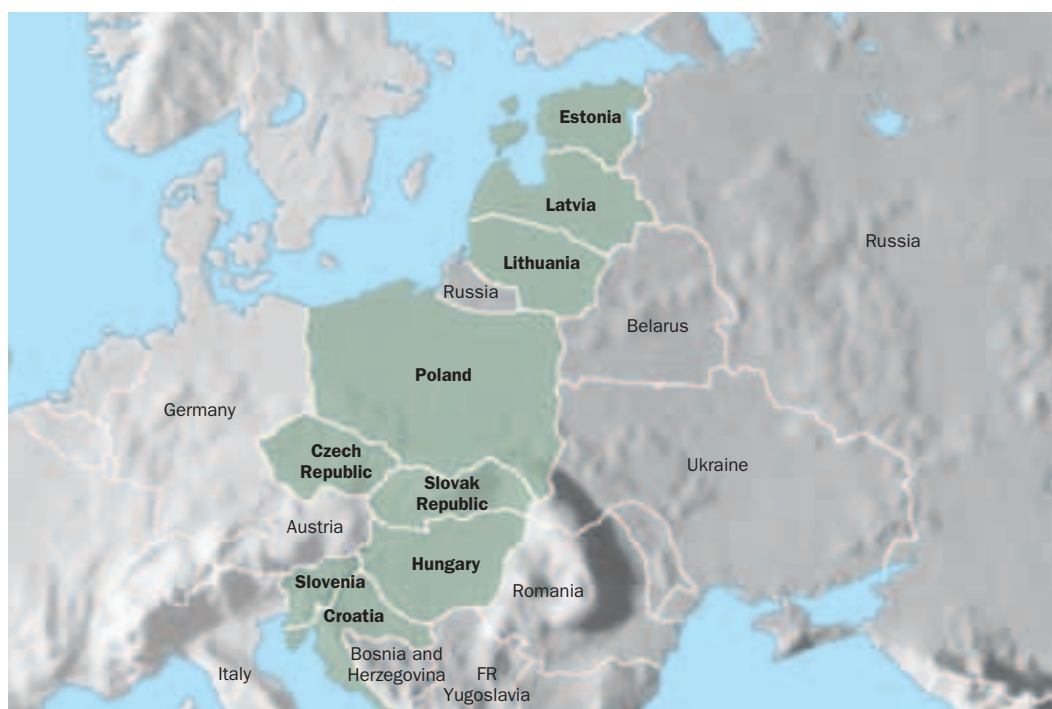 Estonia
Latvia
Russia
Lithuania
Russia
Belarus
Poland
Germany
Czech
Republic
Ukraine
Slovak
Republic
Austria
Hungary
Slovenia
Romania
Croatia
Bosnia and
Herzegovina
Italy
FR
Yugoslavia